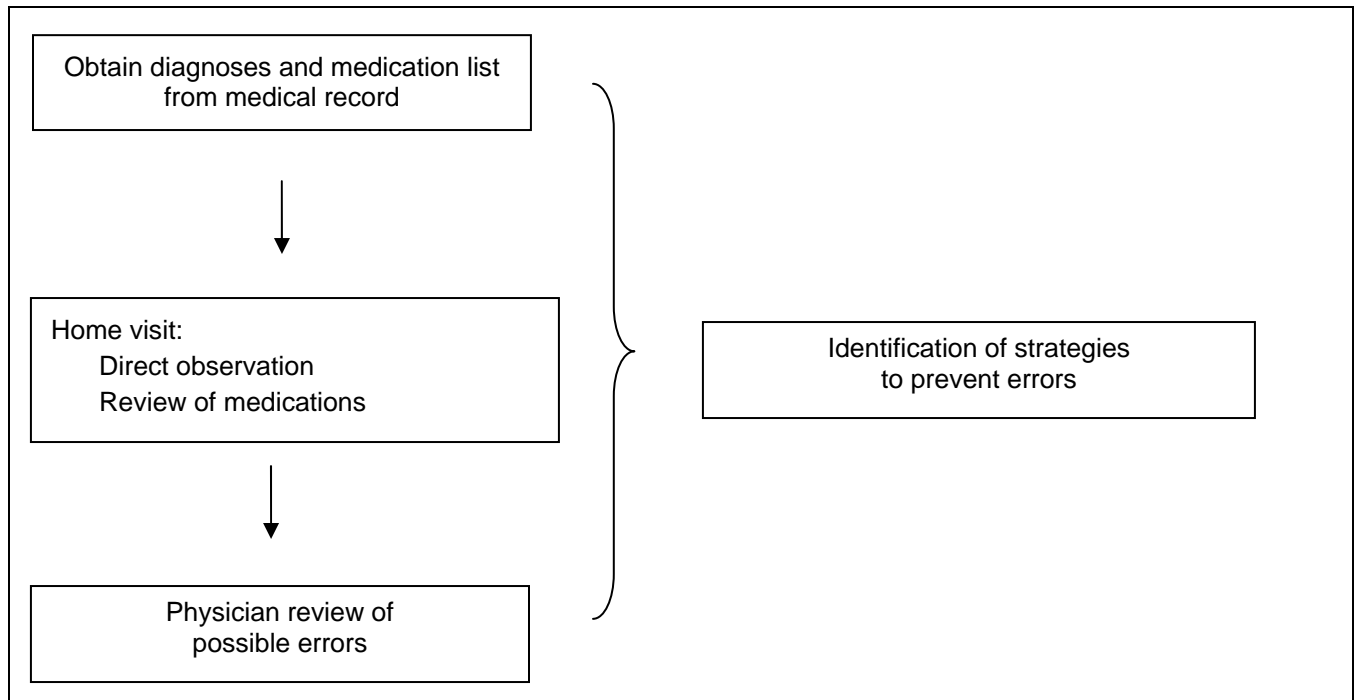 Obtain diagnoses and medication list
from medical record
Home visit:
Direct observation
Review of medications
Physician review of
possible errors
Identification of strategies
to prevent errors